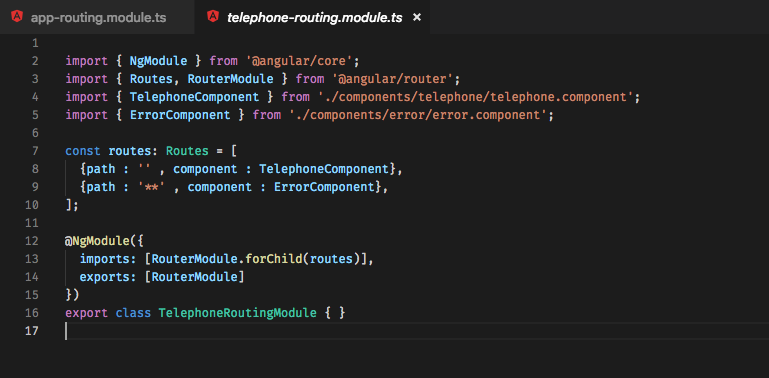 app-routing.module.ts
telephone-routing.module.ts ×
1
2 import { NgModule } from '@angular/core';
3 import { Routes, RouterModule } from '@angular/router';
4 import { TelephoneComponent } from './components/telephone/telephone.component';
5 import { ErrorComponent } from './components/error/error.component';
6
7 const routes: Routes = [
8   {path : '' , component : TelephoneComponent},
9   {path : '**' , component : ErrorComponent},
10 ];
11
12 @NgModule({
13   imports: [RouterModule.forChild(routes)],
14   exports: [RouterModule]
15 })
16 export class TelephoneRoutingModule { }
17